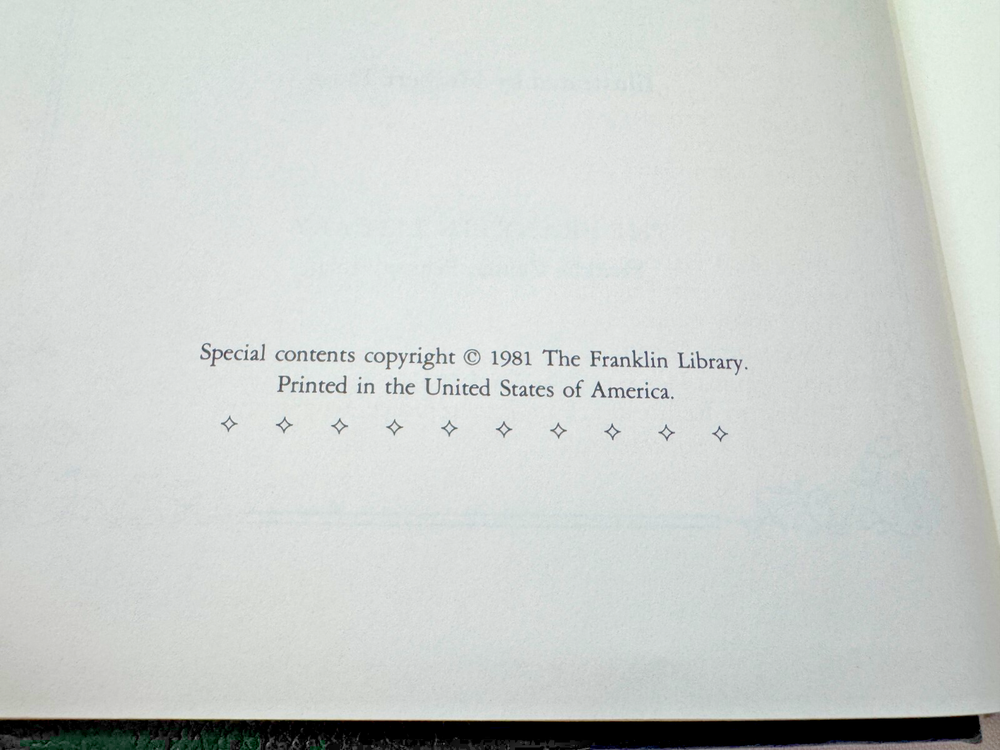 Special contents copyright © 1981 The Franklin Library.
Printed in the United States of America.